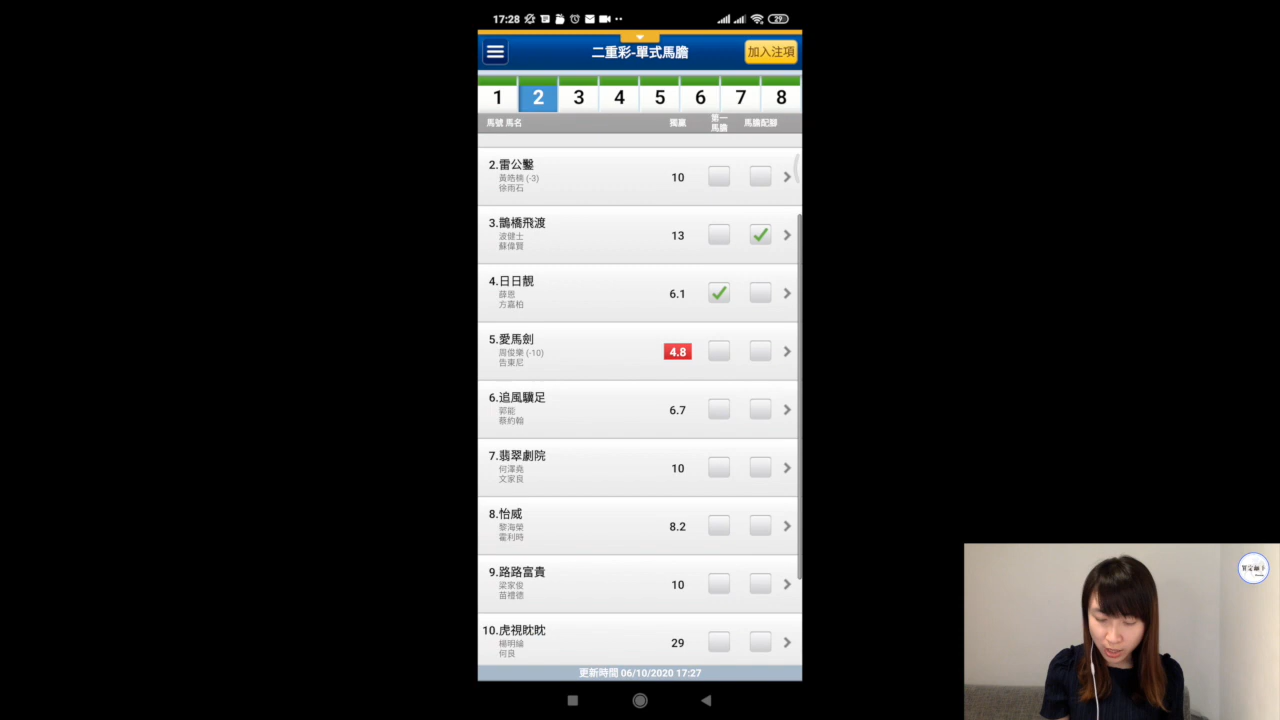 17:28
29
二重彩-單式馬膽
加入注項
1 2 3 4 5 6 7 8
馬號 馬名 獨贏 第一馬膽 馬膽配腳
2.雷公鑿 10
黃皓楠 (-3)
徐雨石
3.鵲橋飛渡 13
波健士
蘇偉賢
4.日日靚 6.1
薛恩
方嘉柏
5.愛馬劍 4.8
周俊樂 (-10)
告東尼
6.追風驥足 6.7
郭能
蔡約翰
7.翡翠劇院 10
何澤堯
文家良
8.怡威 8.2
黎海榮
霍利時
9.路路富貴 10
梁家俊
苗禮德
10.虎視眈眈 29
楊明綸
何良
更新時間 06/10/2020 17:27